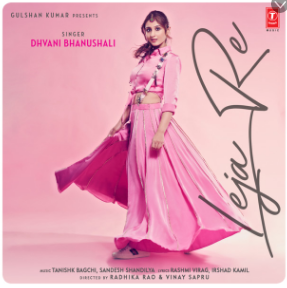 GULSHAN KUMAR PRESENTS
T-SERIES
MUSIC
SINGER
DHVANI BHANUSHALI
Leja Re
MUSIC TANISHK BAGCHI, SANDESH SHANDILYA LYRICS RASHMI VIRAG, IRSHAD KAMIL
DIRECTED BY RADHIKA RAO & VINAY SAPRU